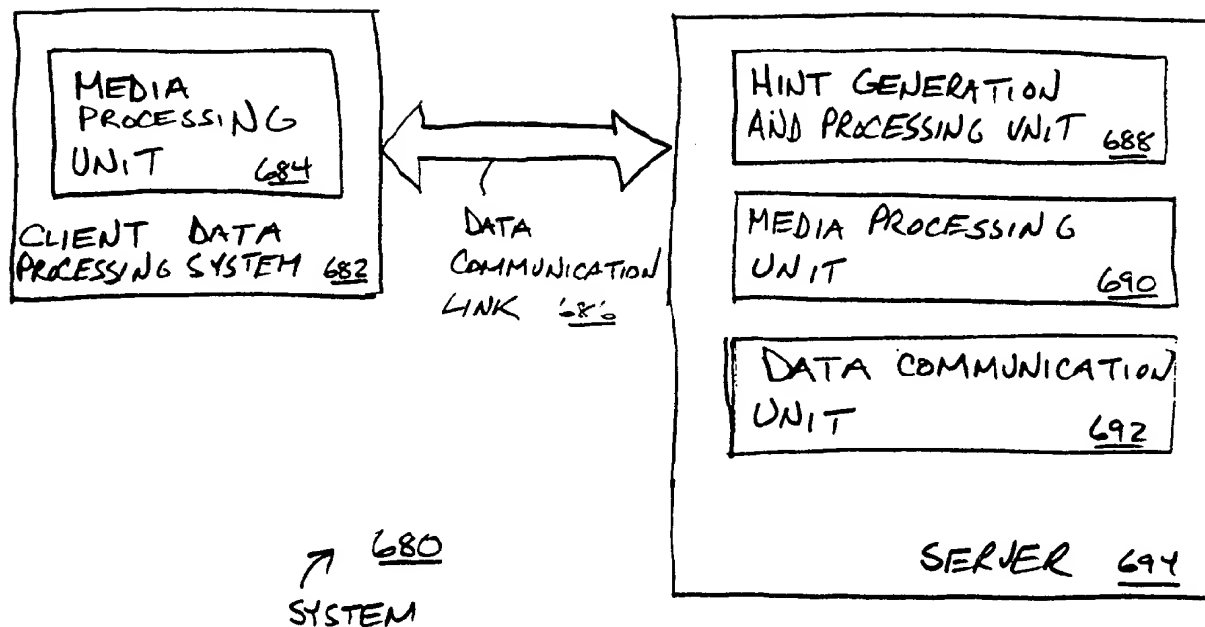 MEDIA
PROCESSING
UNIT 684
CLIENT DATA
PROCESSING SYSTEM 682
DATA
COMMUNICATION
LINK 686
HINT GENERATION
AND PROCESSING UNIT 688
MEDIA PROCESSING
UNIT 690
DATA COMMUNICATION
UNIT 692
SERVER 694
680
SYSTEM